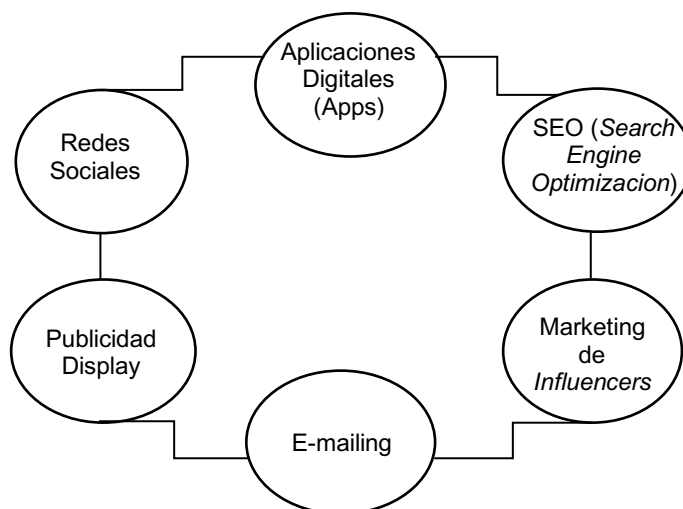 Aplicaciones
Digitales
(Apps)
Redes
Sociales
SEO (Search
Engine
Optimizacion)
Publicidad
Display
Marketing
de
Influencers
E-mailing